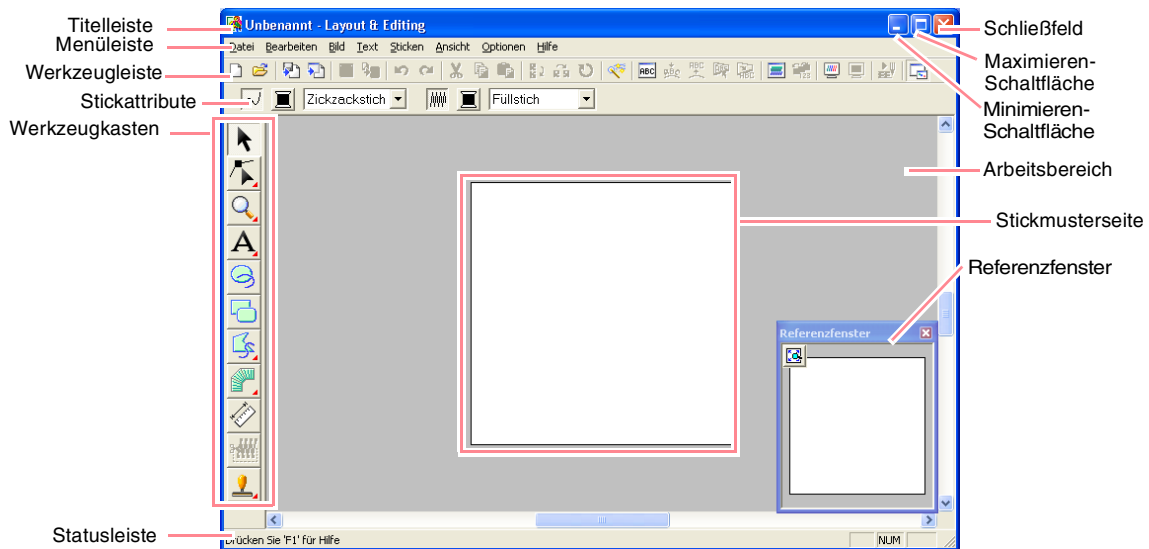 Titelleiste
Menüleiste
Werkzeugleiste
Stickattribute
Werkzeugkasten
Statusleiste
Unbenannt - Layout & Editing
Datei Bearbeiten Bild Text Sticken Ansicht Optionen Hilfe
ABC
Zickzackstich
Füllstich
A
Referenzfenster
Drücken Sie 'F1' für Hilfe
NUM
Schließfeld
Maximieren-
Schaltfläche
Minimieren-
Schaltfläche
Arbeitsbereich
Stickmusterseite
Referenzfenster